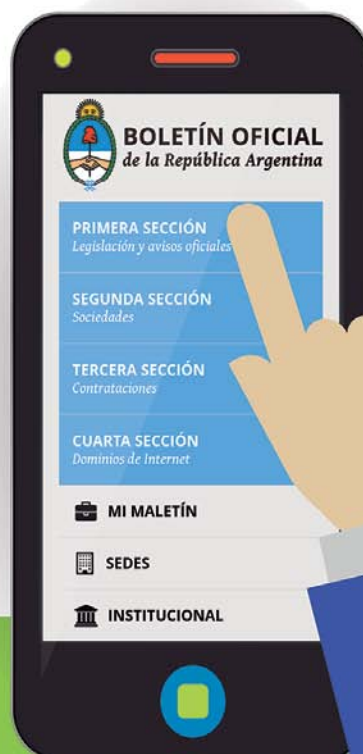 BOLETÍN OFICIAL
de la República Argentina
PRIMERA SECCIÓN
Legislación y avisos oficiales
SEGUNDA SECCIÓN
Sociedades
TERCERA SECCIÓN
Contrataciones
CUARTA SECCIÓN
Dominios de Internet
MI MALETÍN
SEDES
INSTITUCIONAL